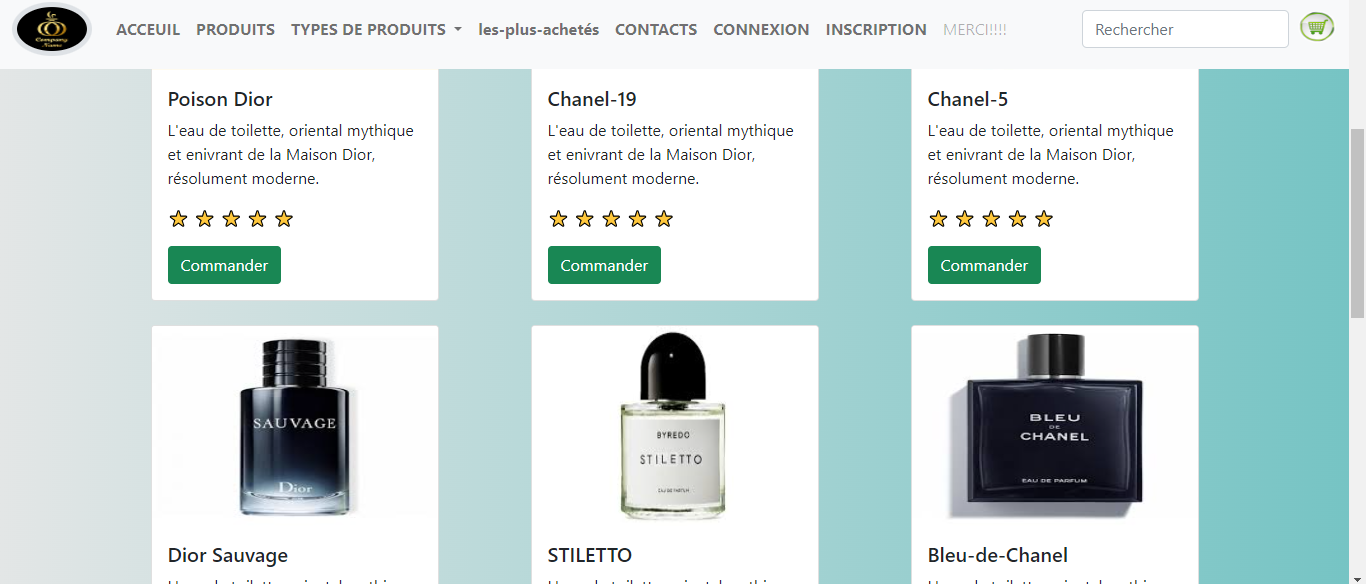 Company
Name
ACCEUIL PRODUITS TYPES DE PRODUITS les-plus-achetés CONTACTS CONNEXION INSCRIPTION MERCI!!!! Rechercher
Poison Dior
L'eau de toilette, oriental mythique
et enivrant de la Maison Dior,
résolument moderne.
Commander
Chanel-19
L'eau de toilette, oriental mythique
et enivrant de la Maison Dior,
résolument moderne.
Commander
Chanel-5
L'eau de toilette, oriental mythique
et enivrant de la Maison Dior,
résolument moderne.
Commander
SAUVAGE
Dior
Dior Sauvage
BYREDO
STILETTO
EAU DE PARFUM
STILETTO
BLEU
DE
CHANEL
EAU DE PARFUM
Bleu-de-Chanel